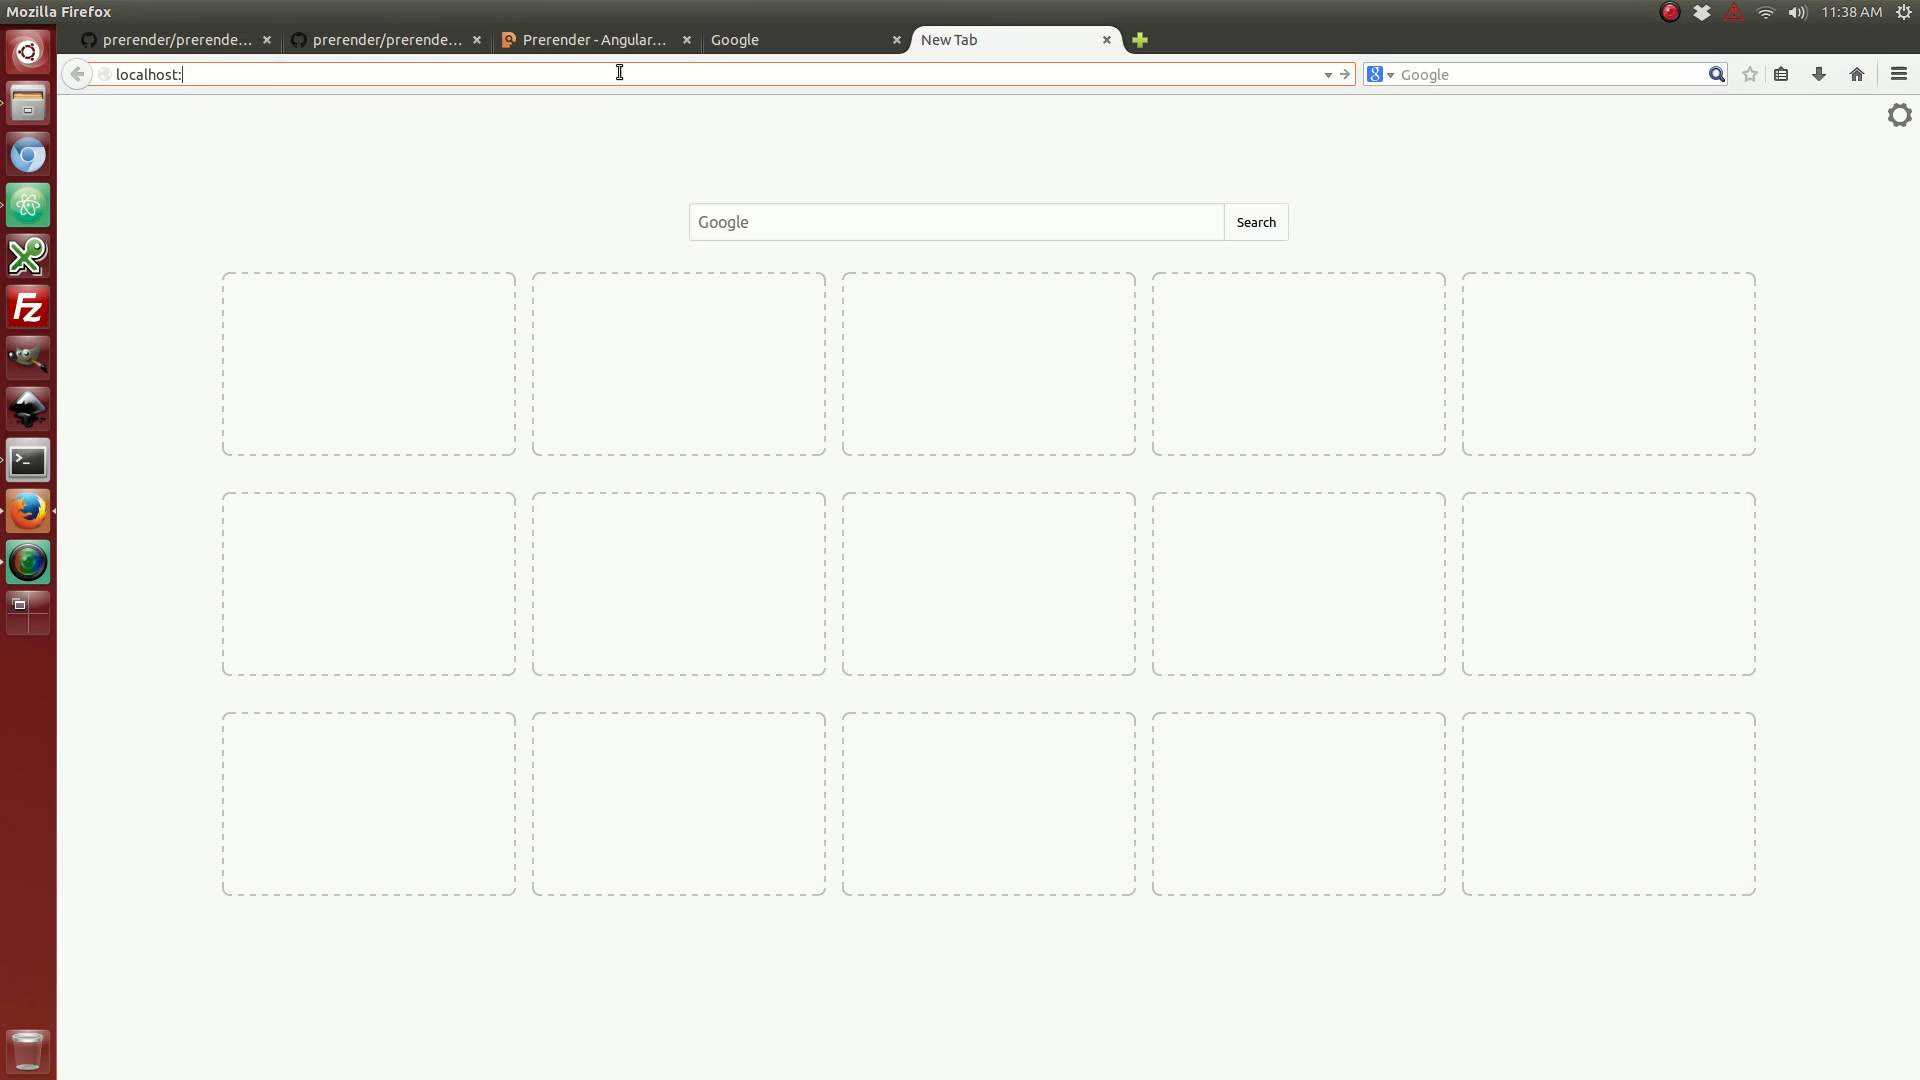 Mozilla Firefox
11:38 AM
prerender/prerende...
prerender/prerende...
Prerender - Angular...
Google
New Tab
localhost:
Google
Google
Search